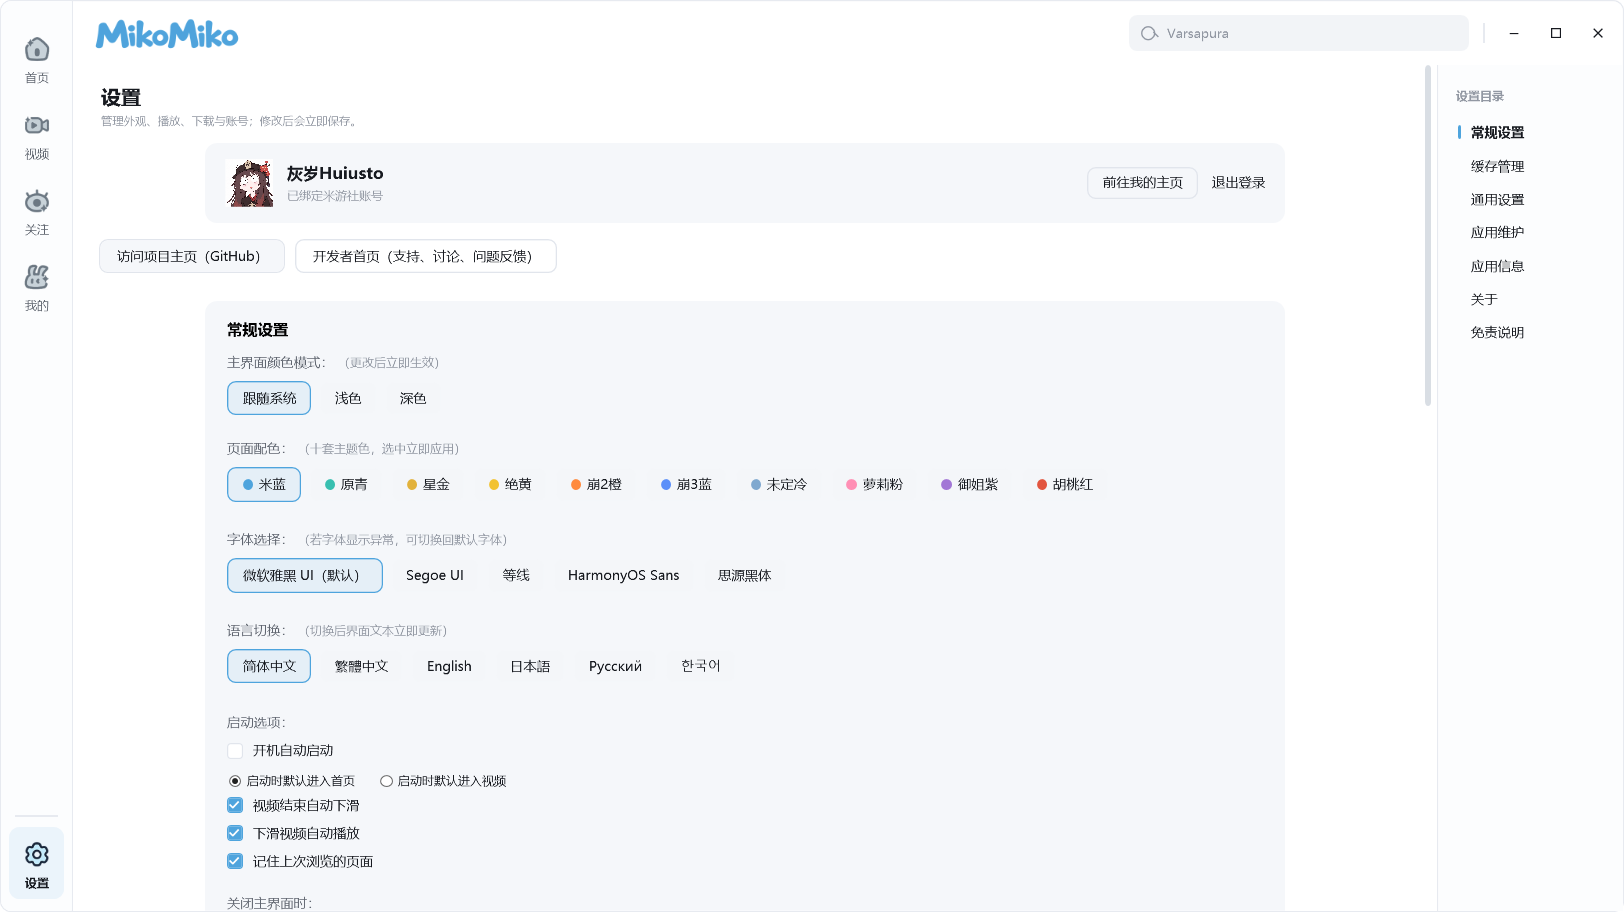 MikoMiko
Varsapura
首页
视频
关注
我的
设置
设置
管理外观、播放、下载与账号；修改后会立即保存。
灰岁Huiusto
已绑定米游社账号
前往我的主页
退出登录
访问项目主页（GitHub）
开发者首页（支持、讨论、问题反馈）
常规设置
主界面颜色模式： （更改后立即生效）
跟随系统 浅色 深色
页面配色： （十套主题色，选中立即应用）
米蓝 原青 星金 绝黄 崩2橙 崩3蓝 未定冷 萝莉粉 御姐紫 胡桃红
字体选择： （若字体显示异常，可切换回默认字体）
微软雅黑 UI（默认） Segoe UI 等线 HarmonyOS Sans 思源黑体
语言切换： （切换后界面文本立即更新）
简体中文 繁體中文 English 日本語 Русский 한국어
启动选项：
开机自动启动
启动时默认进入首页 启动时默认进入视频
视频结束自动下滑
下滑视频自动播放
记住上次浏览的页面
关闭主界面时：
设置目录
常规设置
缓存管理
通用设置
应用维护
应用信息
关于
免责说明